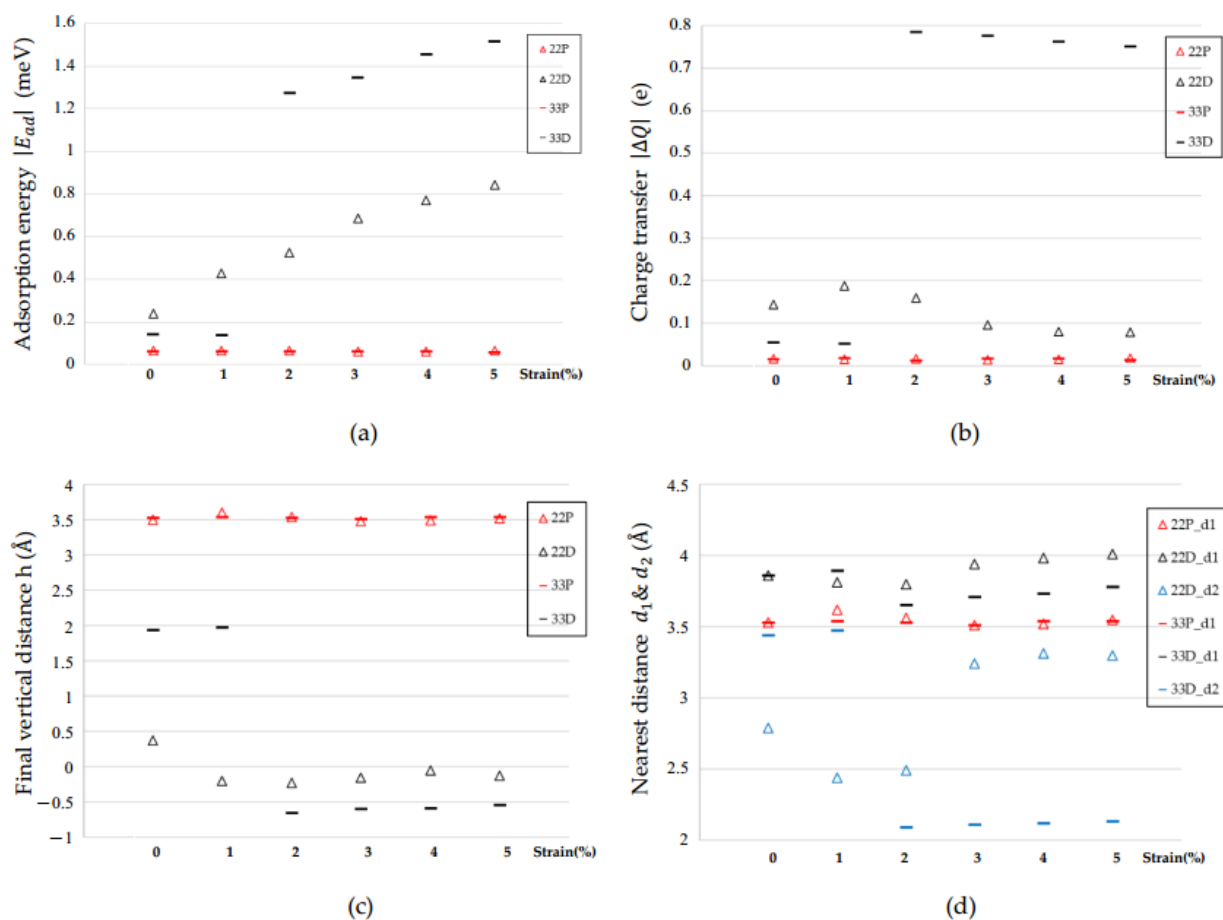 Adsorption energy |E_ad| (meV)
1.6
1.4
1.2
1
0.8
0.6
0.4
0.2
0
0 1 2 3 4 5 Strain(%)
22P
22D
33P
33D
(a)
Charge transfer |ΔQ| (e)
0.8
0.7
0.6
0.5
0.4
0.3
0.2
0.1
0
0 1 2 3 4 5 Strain(%)
22P
22D
33P
33D
(b)
Final vertical distance h (Å)
4
3.5
3
2.5
2
1.5
1
0.5
0
−0.5
−1
0 1 2 3 4 5 Strain(%)
22P
22D
33P
33D
(c)
Nearest distance d₁& d₂ (Å)
4.5
4
3.5
3
2.5
2
0 1 2 3 4 5 Strain(%)
22P_d1
22D_d1
22D_d2
33P_d1
33D_d1
33D_d2
(d)